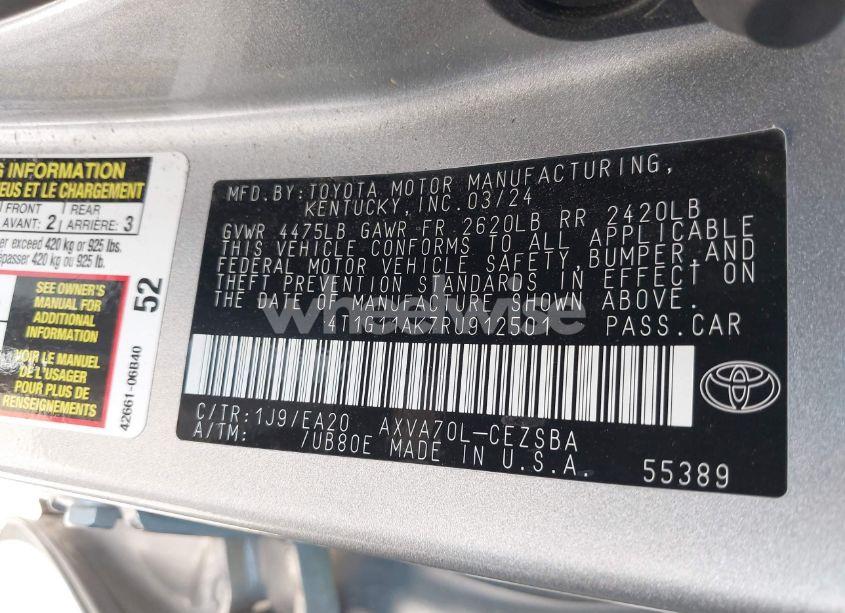 G INFORMATION
EUS ET LE CHARGEMENT
FRONT REAR
AVANT: 2 ARRIÈRE: 3
er exceed 420 kg or 925 lbs.
épasser 420 kg ou 925 lb.
SEE OWNER'S
MANUAL FOR
ADDITIONAL
INFORMATION
VOIR LE MANUEL
DE L'USAGER
POUR PLUS DE
RENSEIGNEMENTS
52
42661-06B40
MFD.BY:TOYOTA MOTOR MANUFACTURING,
KENTUCKY,INC.03/24
GVWR 4475LB GAWR FR 2620LB RR 2420LB
THIS VEHICLE CONFORMS TO ALL APPLICABLE
FEDERAL MOTOR VEHICLE SAFETY,BUMPER,AND
THEFT PREVENTION STANDARDS IN EFFECT ON
THE DATE OF MANUFACTURE SHOWN ABOVE.
PASS.CAR
wheelwise
C/TR:1J9/EA20 AXVA70L-CEZSBA
A/TM: /UB80E MADE IN U.S.A.
55389